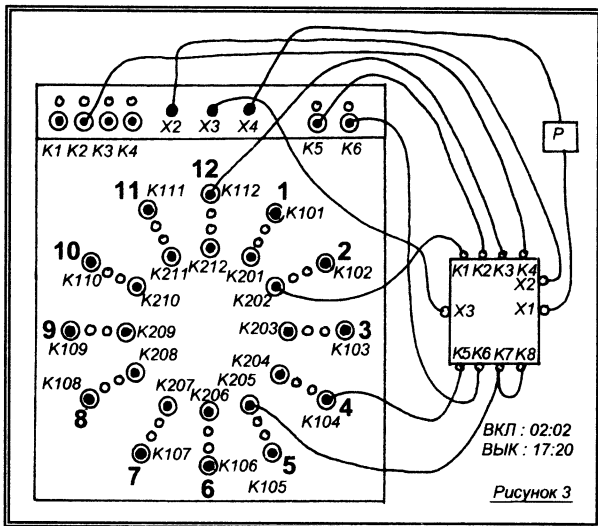 K1 K2 K3 K4 X2 X3 X4 K5 K6
P
12
11 K111 K112 1
K101
10 K211 K212 K201 2
K110 K102
K210 K202
K1 K2 K3 K4
X2
X3 X1
9 K209 K203 3
K109 K103
K5 K6 K7 K8
K208 K204
K108 K207 K206 K205
8 4
K104
ВКЛ : 02:02
ВЫК : 17:20
K107 K106 5
7 6 K105
Рисунок 3